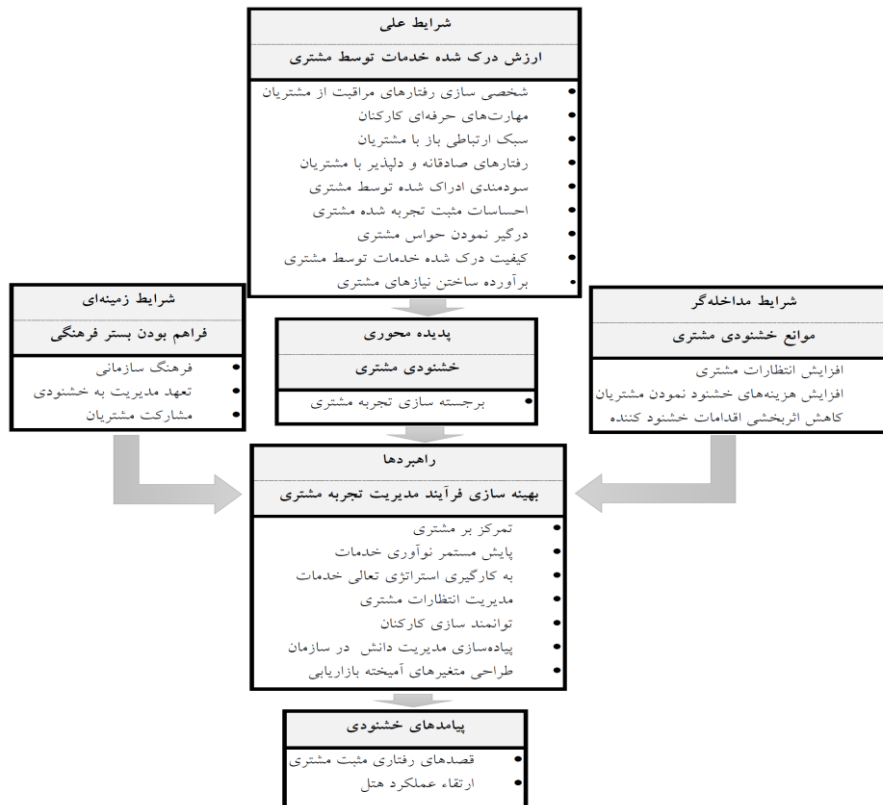 شرایط علی
ارزش درک شده خدمات توسط مشتری
• شخصی سازی رفتارهای مراقبت از مشتریان
• مهارت‌های حرفه‌ای کارکنان
• سبک ارتباطی باز با مشتریان
• رفتارهای صادقانه و دلپذیر با مشتریان
• سودمندی ادراک شده توسط مشتری
• احساسات مثبت تجربه شده مشتری
• درگیر نمودن حواس مشتری
• کیفیت درک شده خدمات توسط مشتری
• برآورده ساختن نیازهای مشتری
شرایط مداخله‌گر
موانع خشنودی مشتری
افزایش انتظارات مشتری
افزایش هزینه‌های خشنود نمودن مشتریان
کاهش اثربخشی اقدامات خشنود کننده
پدیده محوری
خشنودی مشتری
• برجسته سازی تجربه مشتری
شرایط زمینه‌ای
فراهم بودن بستر فرهنگی
• فرهنگ سازمانی
• تعهد مدیریت به خشنودی
• مشارکت مشتریان
راهبردها
بهینه سازی فرآیند مدیریت تجربه مشتری
• تمرکز بر مشتری
• پایش مستمر نوآوری خدمات
• به کارگیری استراتژی تعالی خدمات
• مدیریت انتظارات مشتری
• توانمند سازی کارکنان
• پیاده‌سازی مدیریت دانش در سازمان
• طراحی متغیرهای آمیخته بازاریابی
پیامدهای خشنودی
• قصدهای رفتاری مثبت مشتری
• ارتقاء عملکرد هتل